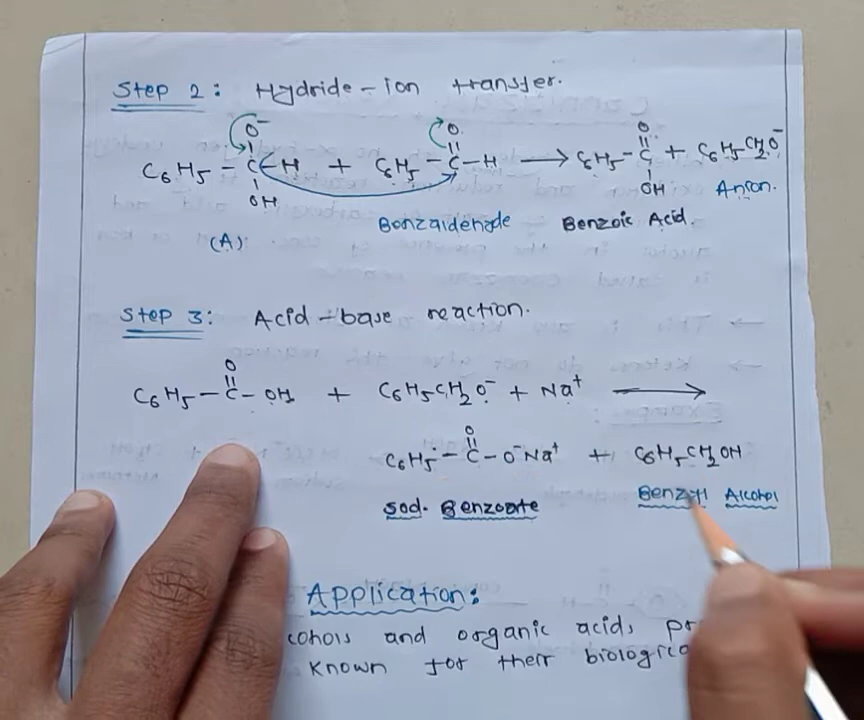 Step 2: Hydride-ion transfer.
O⁻ O O
C6H5 - C - H + C6H5 - C - H → C6H5 - C + C6H5CH2O⁻
OH OH Anion.
(A) Benzaldehyde Benzoic Acid.
Step 3: Acid-base reaction.
O
C6H5 - C - OH + C6H5CH2O⁻ + Na⁺ →
O
C6H5 - C - O⁻Na⁺ + C6H5CH2OH
Sod. Benzoate Benzyl Alcohol
Application:
cohols and organic acids
known for their